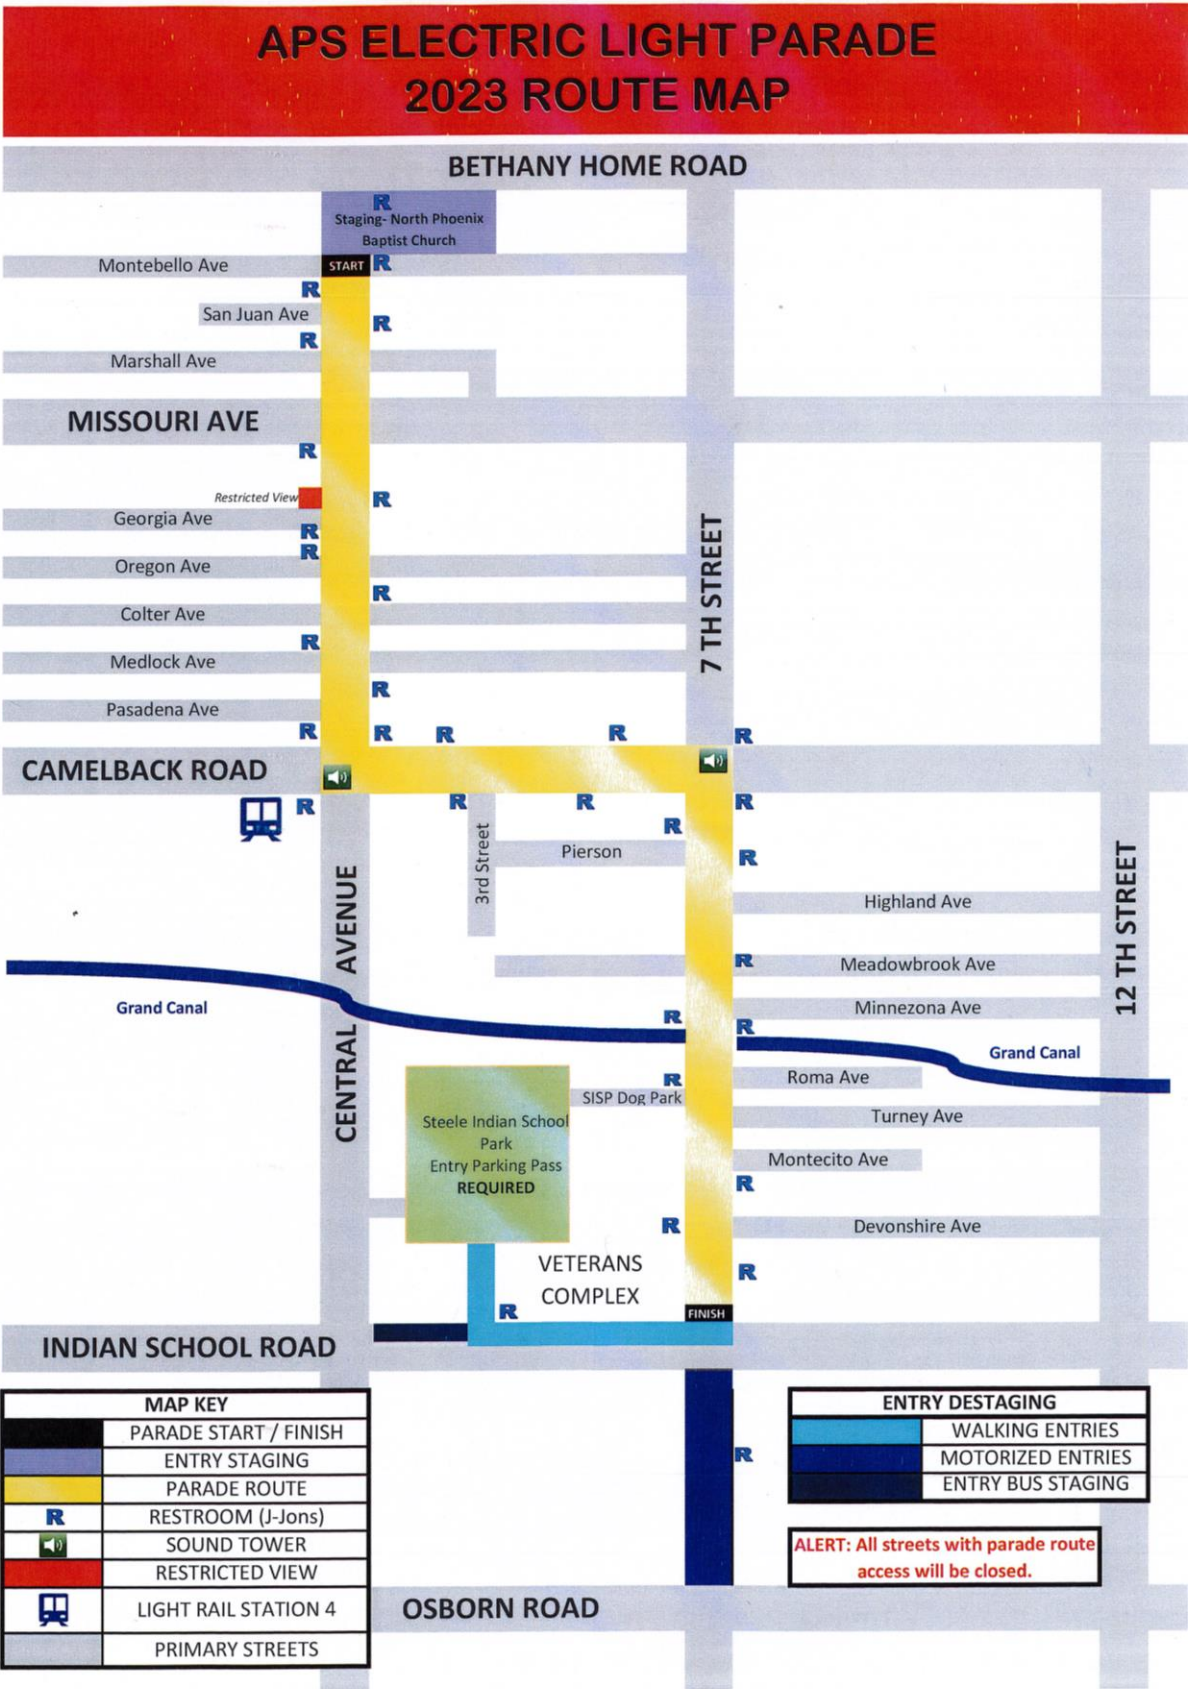 APS ELECTRIC LIGHT PARADE
2023 ROUTE MAP
BETHANY HOME ROAD
R
Staging- North Phoenix
Baptist Church
Montebello Ave
START
R
R
San Juan Ave
R
R
Marshall Ave
MISSOURI AVE
R
Restricted View
R
Georgia Ave
R
R
Oregon Ave
R
Colter Ave
R
Medlock Ave
R
Pasadena Ave
7 TH STREET
R
R
R
R
R
CAMELBACK ROAD
R
R
R
R
R
3rd Street
Pierson
R
Highland Ave
CENTRAL AVENUE
12 TH STREET
R
Meadowbrook Ave
Grand Canal
Minnezona Ave
R
R
Grand Canal
R
Roma Ave
SISP Dog Park
Turney Ave
Steele Indian School
Park
Entry Parking Pass
REQUIRED
Montecito Ave
R
R
Devonshire Ave
VETERANS
COMPLEX
R
R
FINISH
INDIAN SCHOOL ROAD
MAP KEY
PARADE START / FINISH
ENTRY STAGING
PARADE ROUTE
R RESTROOM (J-Jons)
SOUND TOWER
RESTRICTED VIEW
LIGHT RAIL STATION 4
PRIMARY STREETS
R
ENTRY DESTAGING
WALKING ENTRIES
MOTORIZED ENTRIES
ENTRY BUS STAGING
ALERT: All streets with parade route
access will be closed.
OSBORN ROAD